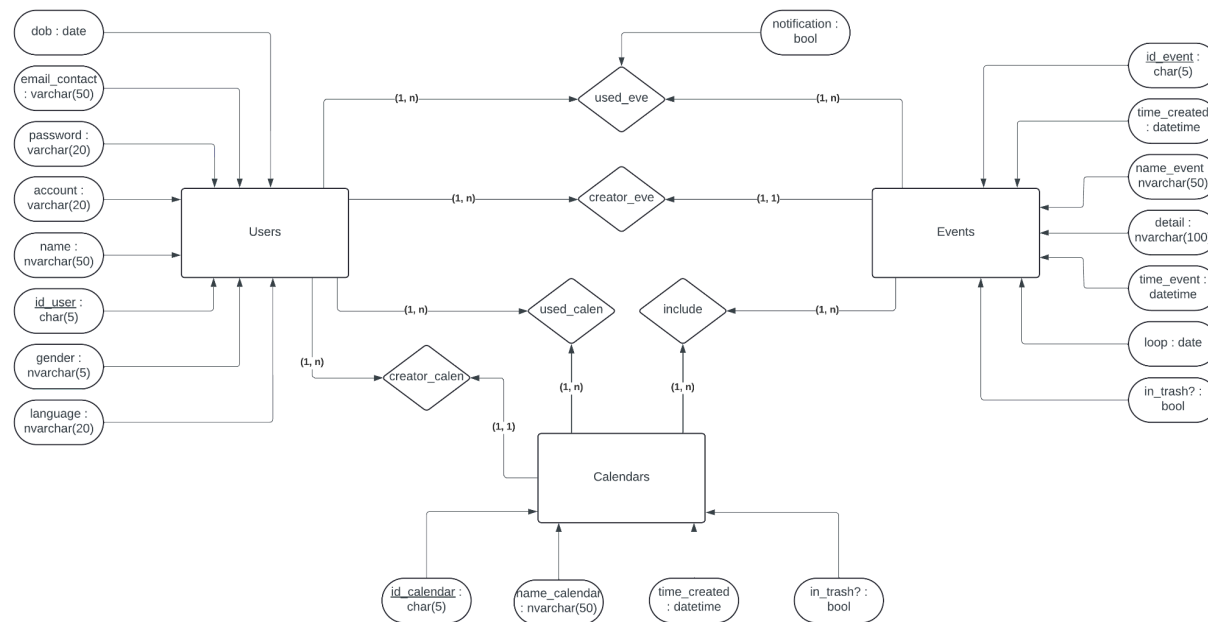 dob : date
email_contact
: varchar(50)
password :
varchar(20)
account :
varchar(20)
name :
nvarchar(50)
id_user :
char(5)
gender :
nvarchar(5)
language :
nvarchar(20)
Users
notification :
bool
used_eve
(1, n)
(1, n)
creator_eve
(1, n)
(1, 1)
used_calen
(1, n)
(1, n)
include
(1, n)
(1, n)
creator_calen
(1, n)
(1, 1)
Events
id_event :
char(5)
time_created
: datetime
name_event :
nvarchar(50)
detail :
nvarchar(100)
time_event :
datetime
loop : date
in_trash? :
bool
Calendars
id_calendar :
char(5)
name_calendar
: nvarchar(50)
time_created
: datetime
in_trash? :
bool